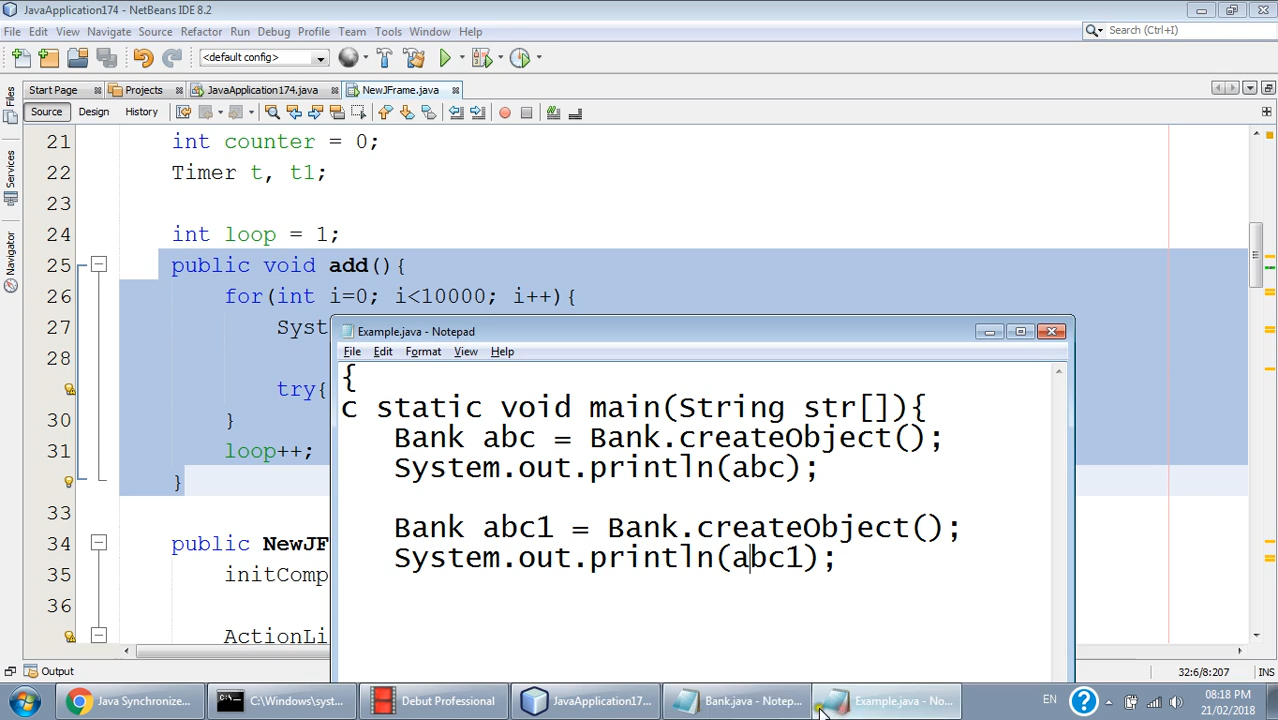 JavaApplication174 - NetBeans IDE 8.2
File Edit View Navigate Source Refactor Run Debug Profile Team Tools Window Help
Search (Ctrl+I)
<default config>
Start Page Projects JavaApplication174.java NewJFrame.java
Source Design History
Files
Services
Navigator
21 int counter = 0;
22 Timer t, t1;
23
24 int loop = 1;
25 public void add(){
26 for(int i=0; i<10000; i++){
27 Syst
28
try{
30 }
31 loop++;
}
33
34 public NewJF
35 initComp
36
ActionLi
Example.java - Notepad
File Edit Format View Help
{
c static void main(String str[]){
Bank abc = Bank.createObject();
System.out.println(abc);
Bank abc1 = Bank.createObject();
System.out.println(abc1);
Output
32:6/8:207
INS
Java Synchronize... C:\Windows\syst... Debut Professional JavaApplication17... Bank.java - Notep... Example.java - No...
EN
08:18 PM
21/02/2018